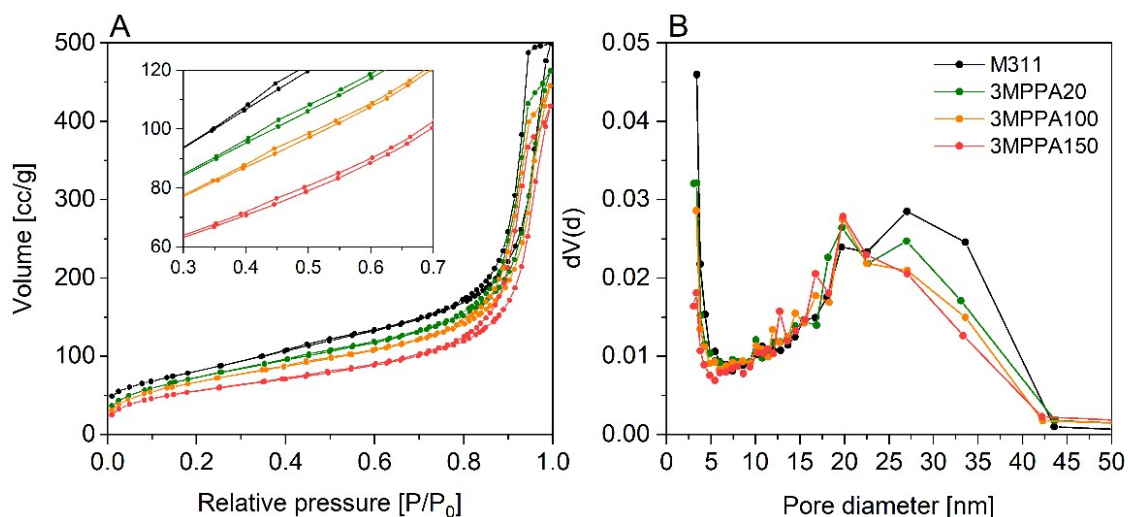 A
Volume [cc/g]
500
400
300
200
100
0
120
100
80
60
0.3 0.4 0.5 0.6 0.7
0.0 0.2 0.4 0.6 0.8 1.0
Relative pressure [P/P0]
B
dV(d)
0.05
0.04
0.03
0.02
0.01
0.00
M311
3MPPA20
3MPPA100
3MPPA150
0 5 10 15 20 25 30 35 40 45 50
Pore diameter [nm]